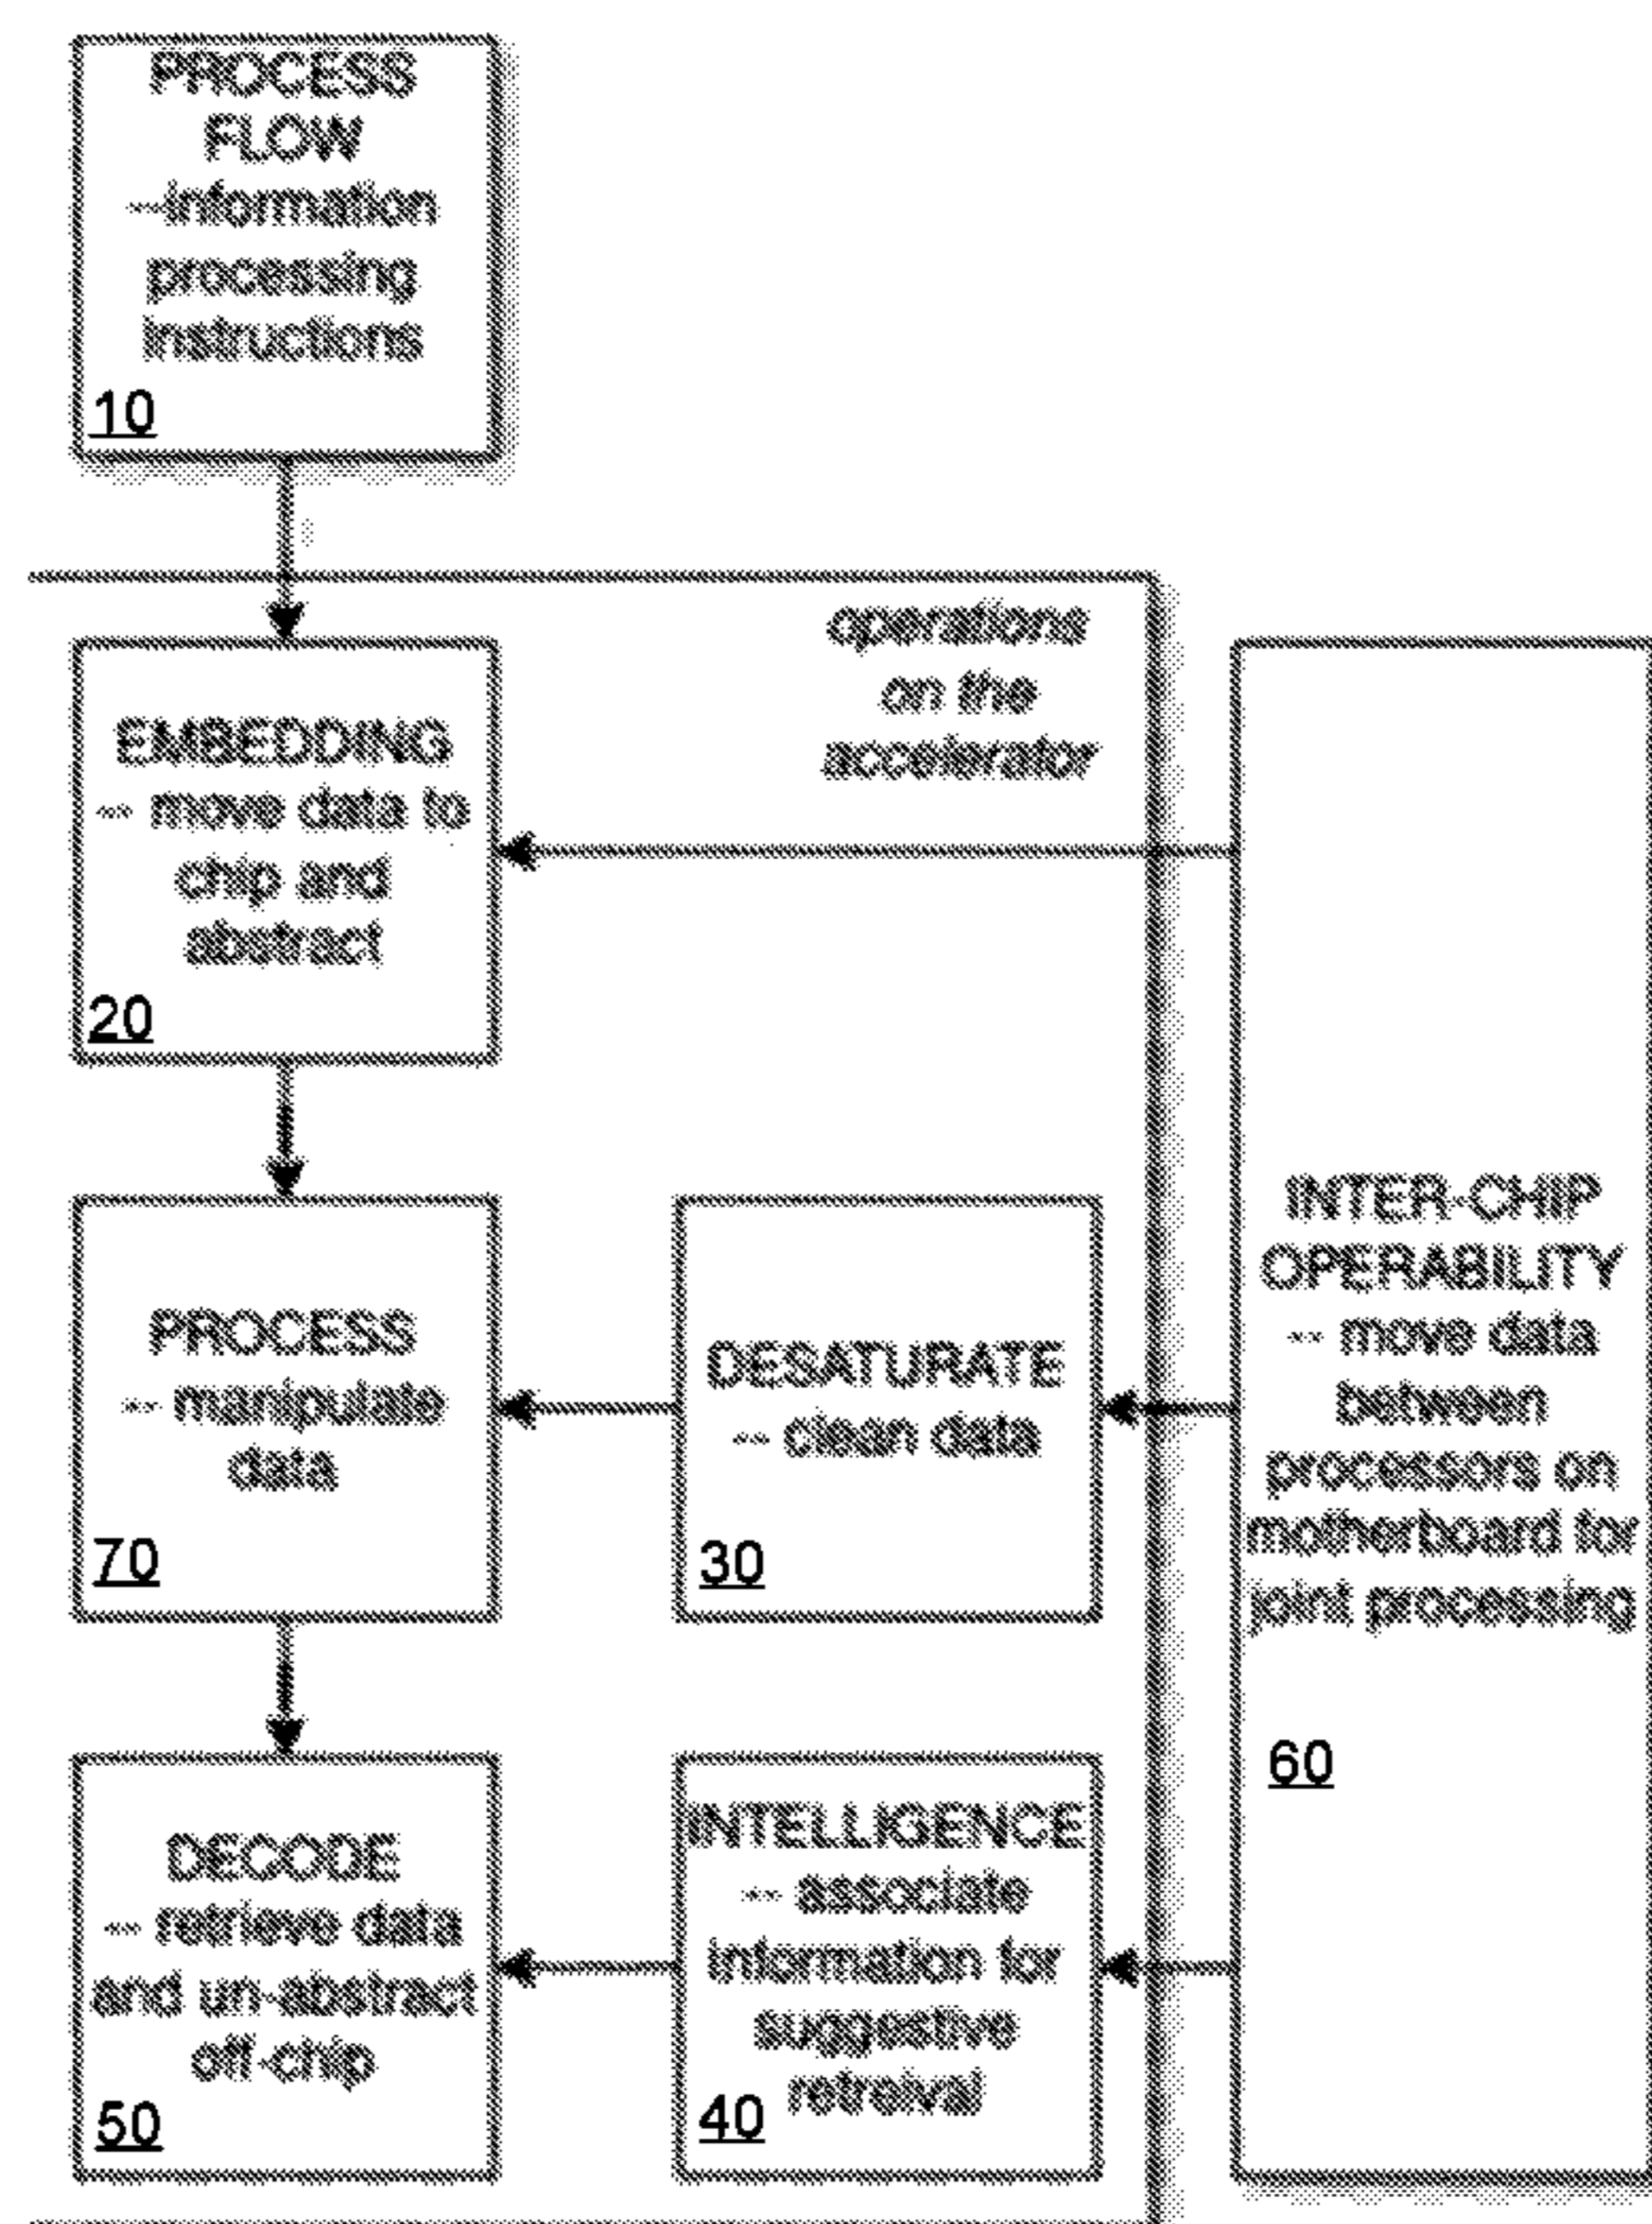 PROCESS
FLOW
--information
processing
instructions
10
operations
on the
accelerator
EMBEDDING
-- move data to
chip and
abstract
20
PROCESS
-- manipulate
data
70
DESATURATE
-- clean data
30
INTER-CHIP
OPERABILITY
-- move data
between
processors on
motherboard for
joint processing
60
DECODE
-- retrieve data
and un-abstract
off-chip
50
INTELLIGENCE
-- associate
information for
suggestive
retreival
40